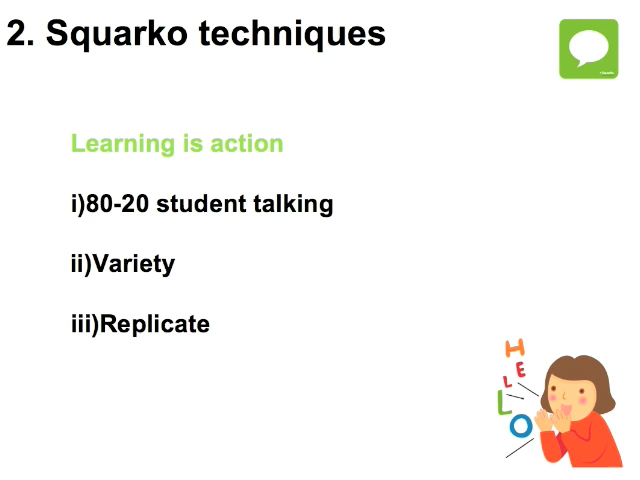 2. Squarko techniques
Learning is action
i)80-20 student talking
ii)Variety
iii)Replicate
H
E
L
L
O